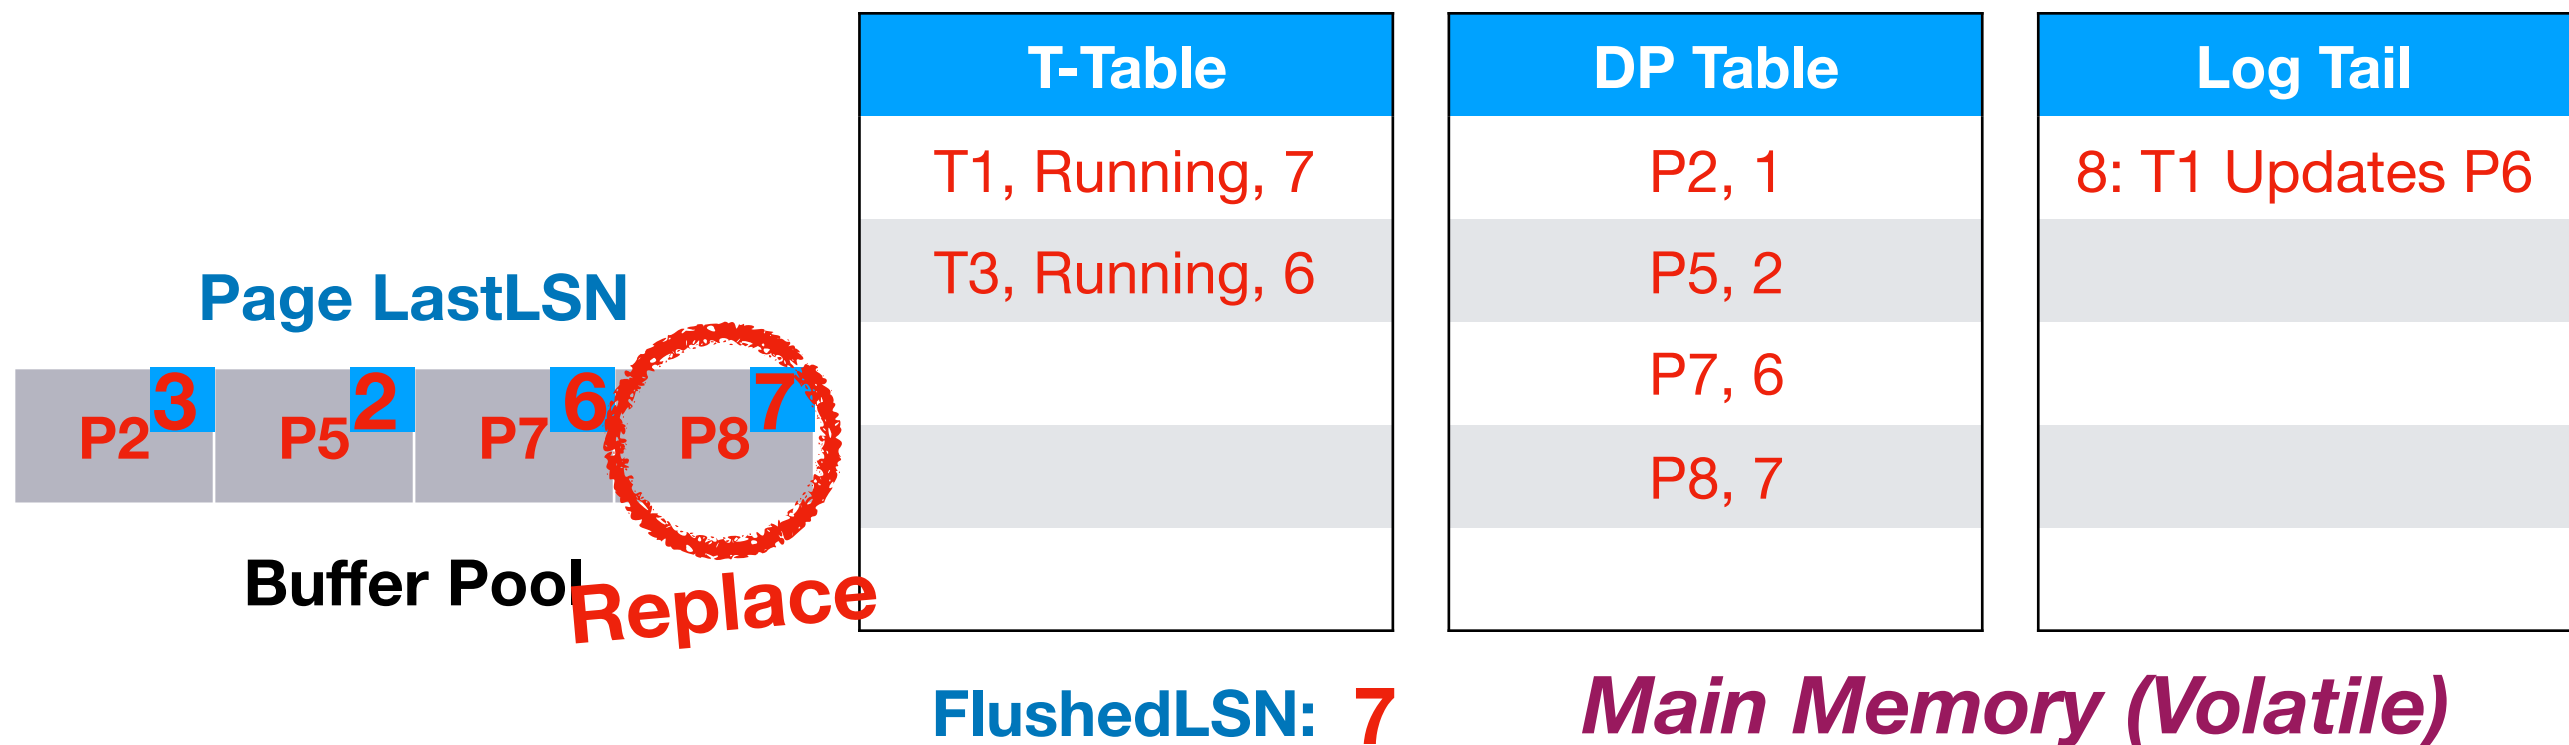 T-Table
T1, Running, 7
T3, Running, 6
DP Table
P2, 1
P5, 2
P7, 6
P8, 7
Log Tail
8: T1 Updates P6
Page LastLSN
P2 3
P5 2
P7 6
P8 7
Buffer Pool
Replace
FlushedLSN: 7
Main Memory (Volatile)